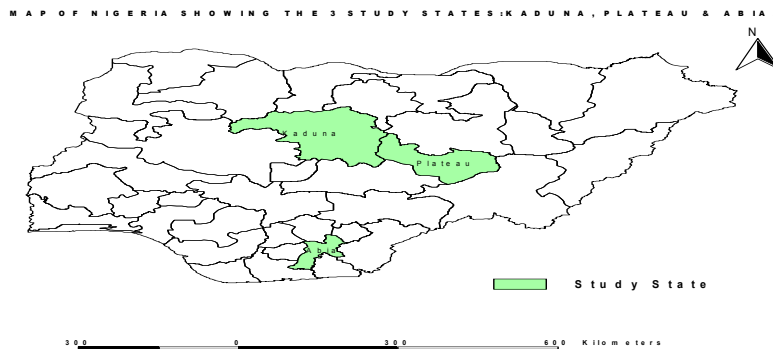 MAP OF NIGERIA SHOWING THE 3 STUDY STATES:KADUNA, PLATEAU & ABIA
N
Kaduna
Plateau
Abia
Study State
300 0 300 600 Kilometers